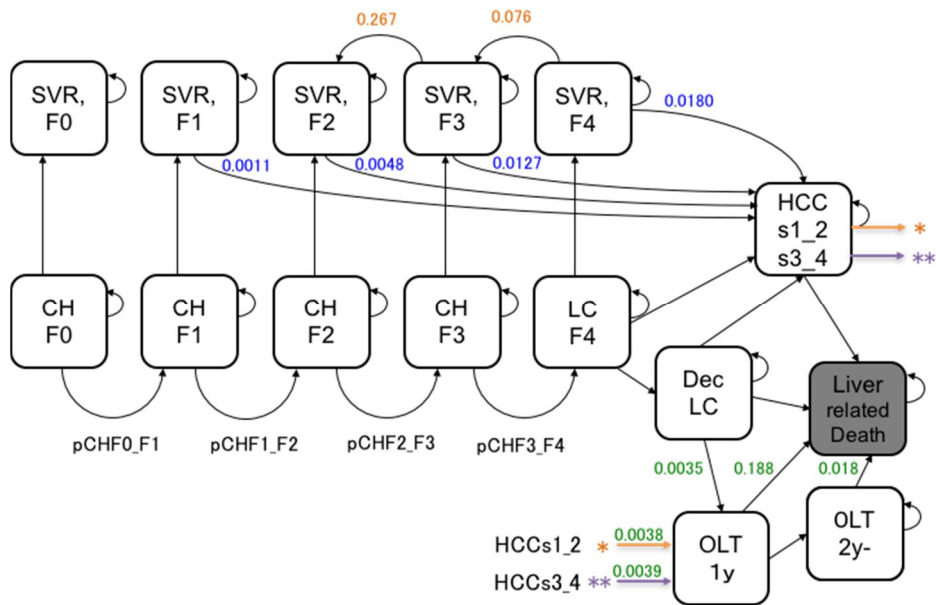 0.267
0.076
SVR,
F0
SVR,
F1
SVR,
F2
SVR,
F3
SVR,
F4
0.0180
0.0011
0.0048
0.0127
HCC
s1_2
s3_4
*
**
CH
F0
CH
F1
CH
F2
CH
F3
LC
F4
Dec
LC
Liver
related
Death
pCHF0_F1
pCHF1_F2
pCHF2_F3
pCHF3_F4
0.0035
0.188
0.018
OLT
1y
OLT
2y-
HCCs1_2 * 0.0038
HCCs3_4 ** 0.0039